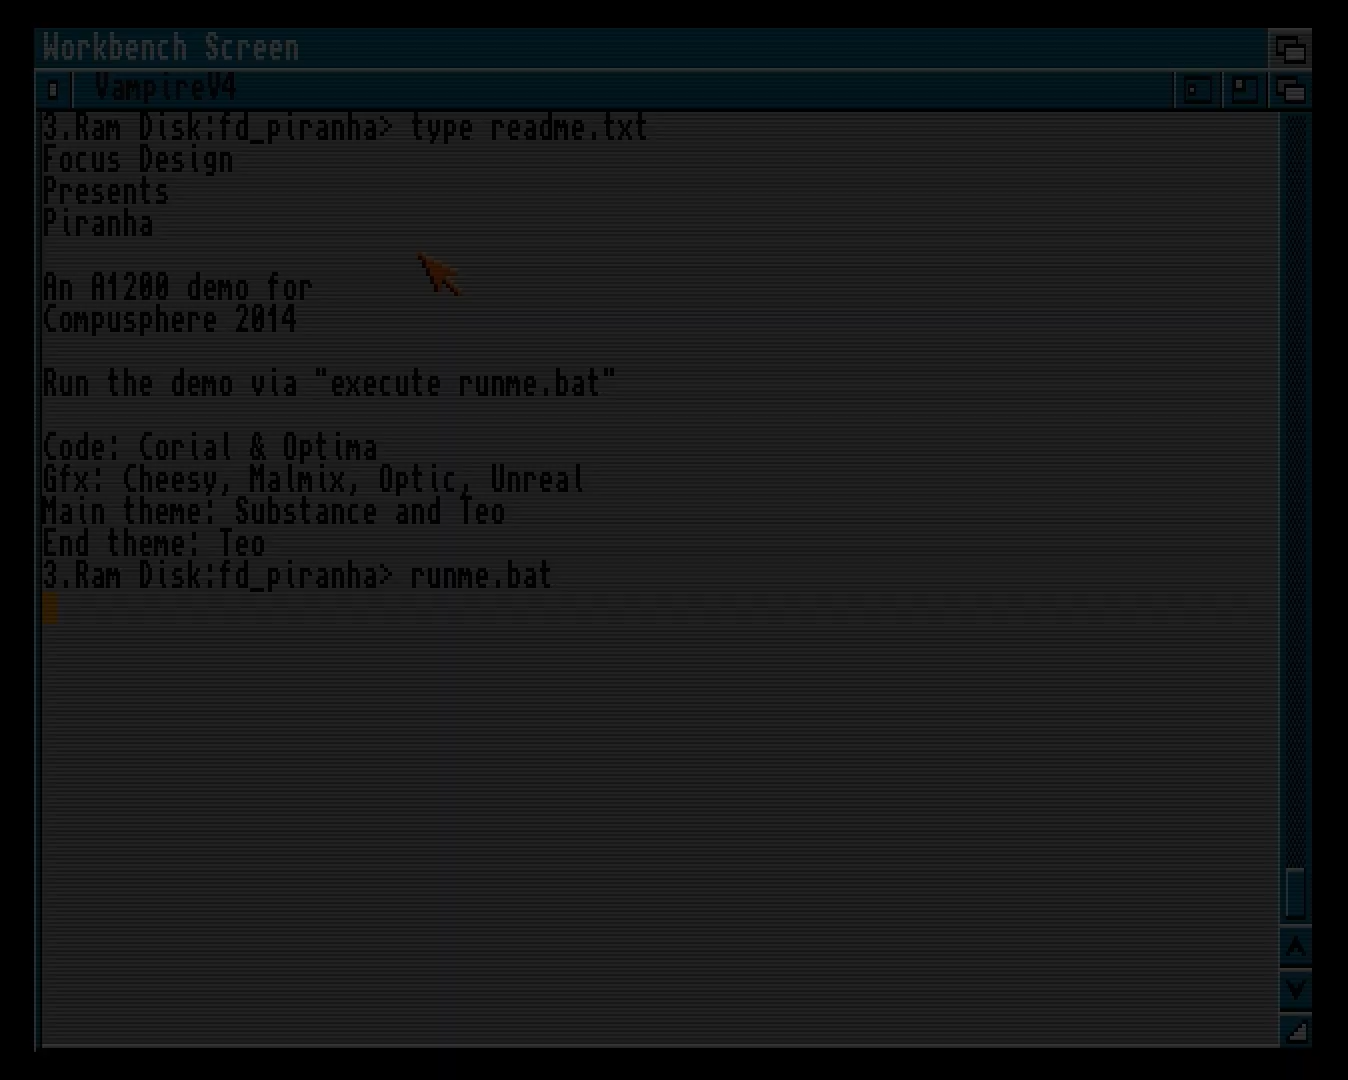 Workbench Screen
VampireV4
3.Ram Disk:fd_piranha> type readme.txt
Focus Design
Presents
Piranha
An A1200 demo for
Compusphere 2014
Run the demo via "execute runme.bat"
Code: Corial & Optima
Gfx: Cheesy, Malmix, Optic, Unreal
Main theme: Substance and Teo
End theme: Teo
3.Ram Disk:fd_piranha> runme.bat